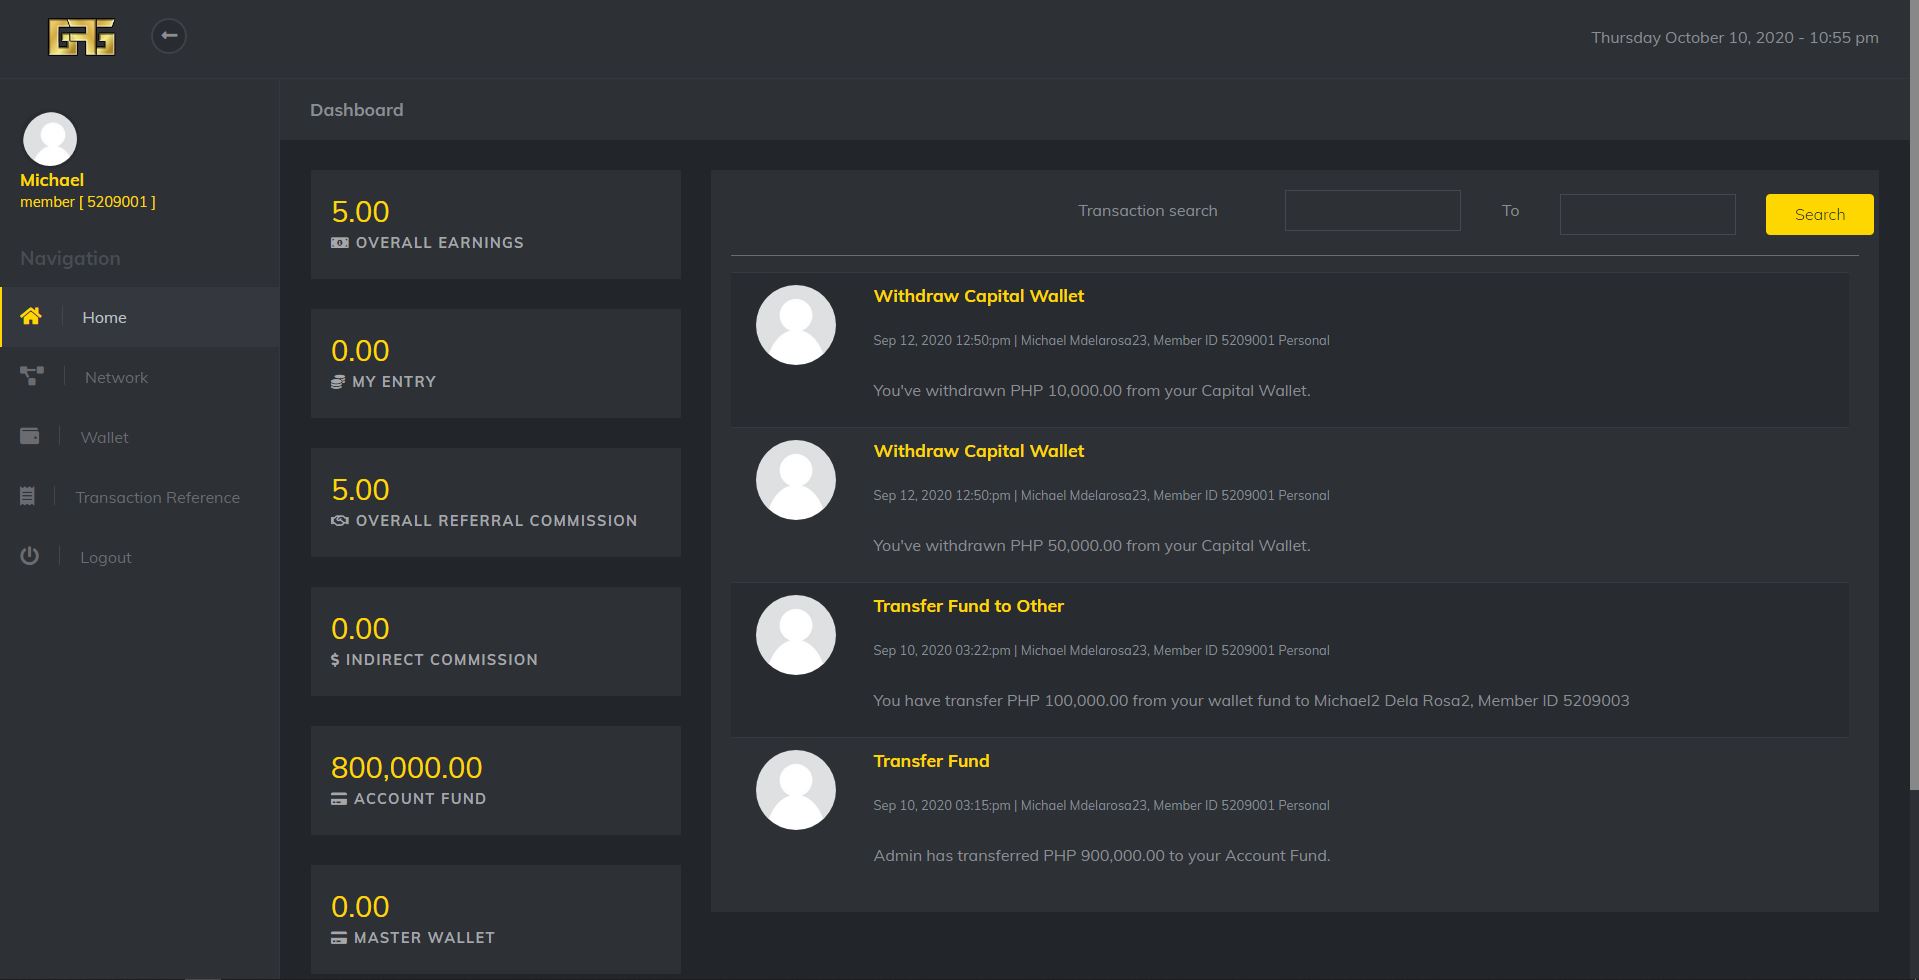 GTG
Thursday October 10, 2020 - 10:55 pm
Michael
member [ 5209001 ]
Navigation
Home
Network
Wallet
Transaction Reference
Logout
Dashboard
5.00
OVERALL EARNINGS
0.00
MY ENTRY
5.00
OVERALL REFERRAL COMMISSION
0.00
$ INDIRECT COMMISSION
800,000.00
ACCOUNT FUND
0.00
MASTER WALLET
Transaction search To Search
Withdraw Capital Wallet
Sep 12, 2020 12:50:pm | Michael Mdelarosa23, Member ID 5209001 Personal
You've withdrawn PHP 10,000.00 from your Capital Wallet.
Withdraw Capital Wallet
Sep 12, 2020 12:50:pm | Michael Mdelarosa23, Member ID 5209001 Personal
You've withdrawn PHP 50,000.00 from your Capital Wallet.
Transfer Fund to Other
Sep 10, 2020 03:22:pm | Michael Mdelarosa23, Member ID 5209001 Personal
You have transfer PHP 100,000.00 from your wallet fund to Michael2 Dela Rosa2, Member ID 5209003
Transfer Fund
Sep 10, 2020 03:15:pm | Michael Mdelarosa23, Member ID 5209001 Personal
Admin has transferred PHP 900,000.00 to your Account Fund.